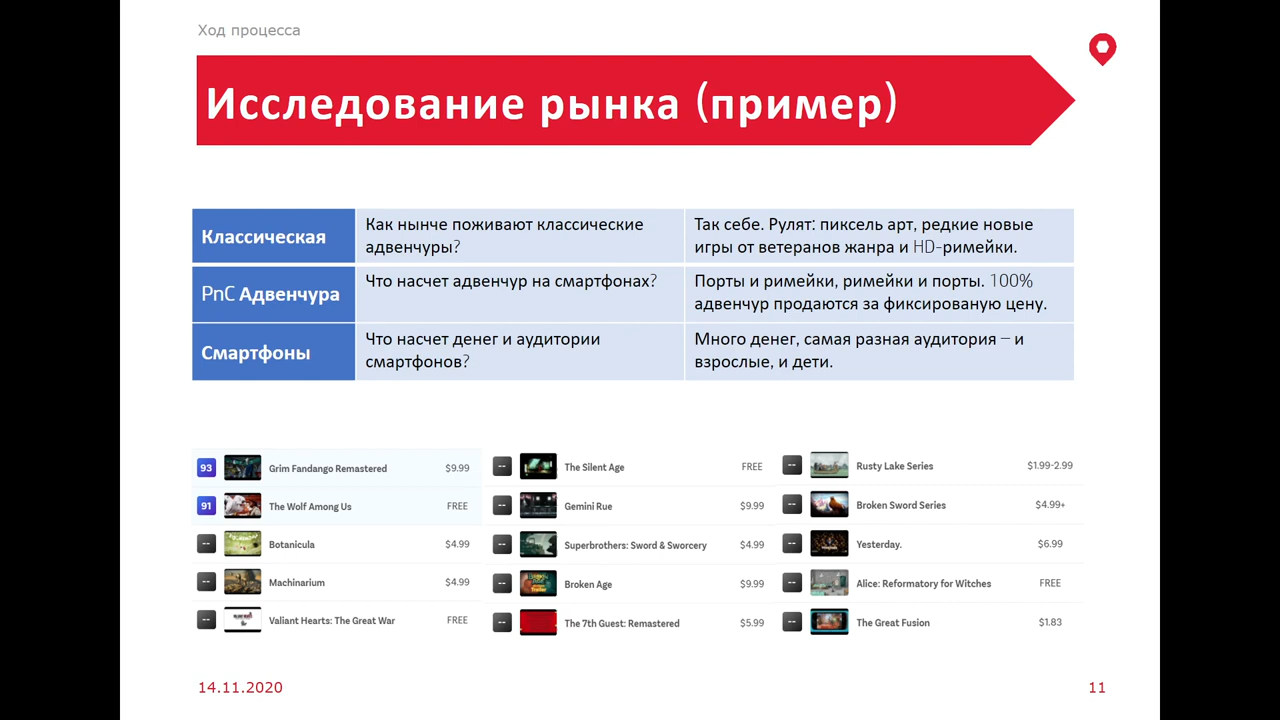 Ход процесса
Исследование рынка (пример)
Классическая
Как нынче поживают классические
адвенчуры?
Так себе. Рулят: пиксель арт, редкие новые
игры от ветеранов жанра и HD-римейки.
PnC Адвенчура
Что насчет адвенчур на смартфонах?
Порты и римейки, римейки и порты. 100%
адвенчур продаются за фиксированую цену.
Смартфоны
Что насчет денег и аудитории
смартфонов?
Много денег, самая разная аудитория – и
взрослые, и дети.
93 Grim Fandango Remastered $9.99
91 The Wolf Among Us FREE
-- Botanicula $4.99
-- Machinarium $4.99
-- Valiant Hearts: The Great War FREE
-- The Silent Age FREE
-- Gemini Rue $9.99
-- Superbrothers: Sword & Sworcery $4.99
-- Broken Age $9.99
-- The 7th Guest: Remastered $5.99
-- Rusty Lake Series $1.99-2.99
-- Broken Sword Series $4.99+
-- Yesterday. $6.99
-- Alice: Reformatory for Witches FREE
-- The Great Fusion $1.83
14.11.2020
11